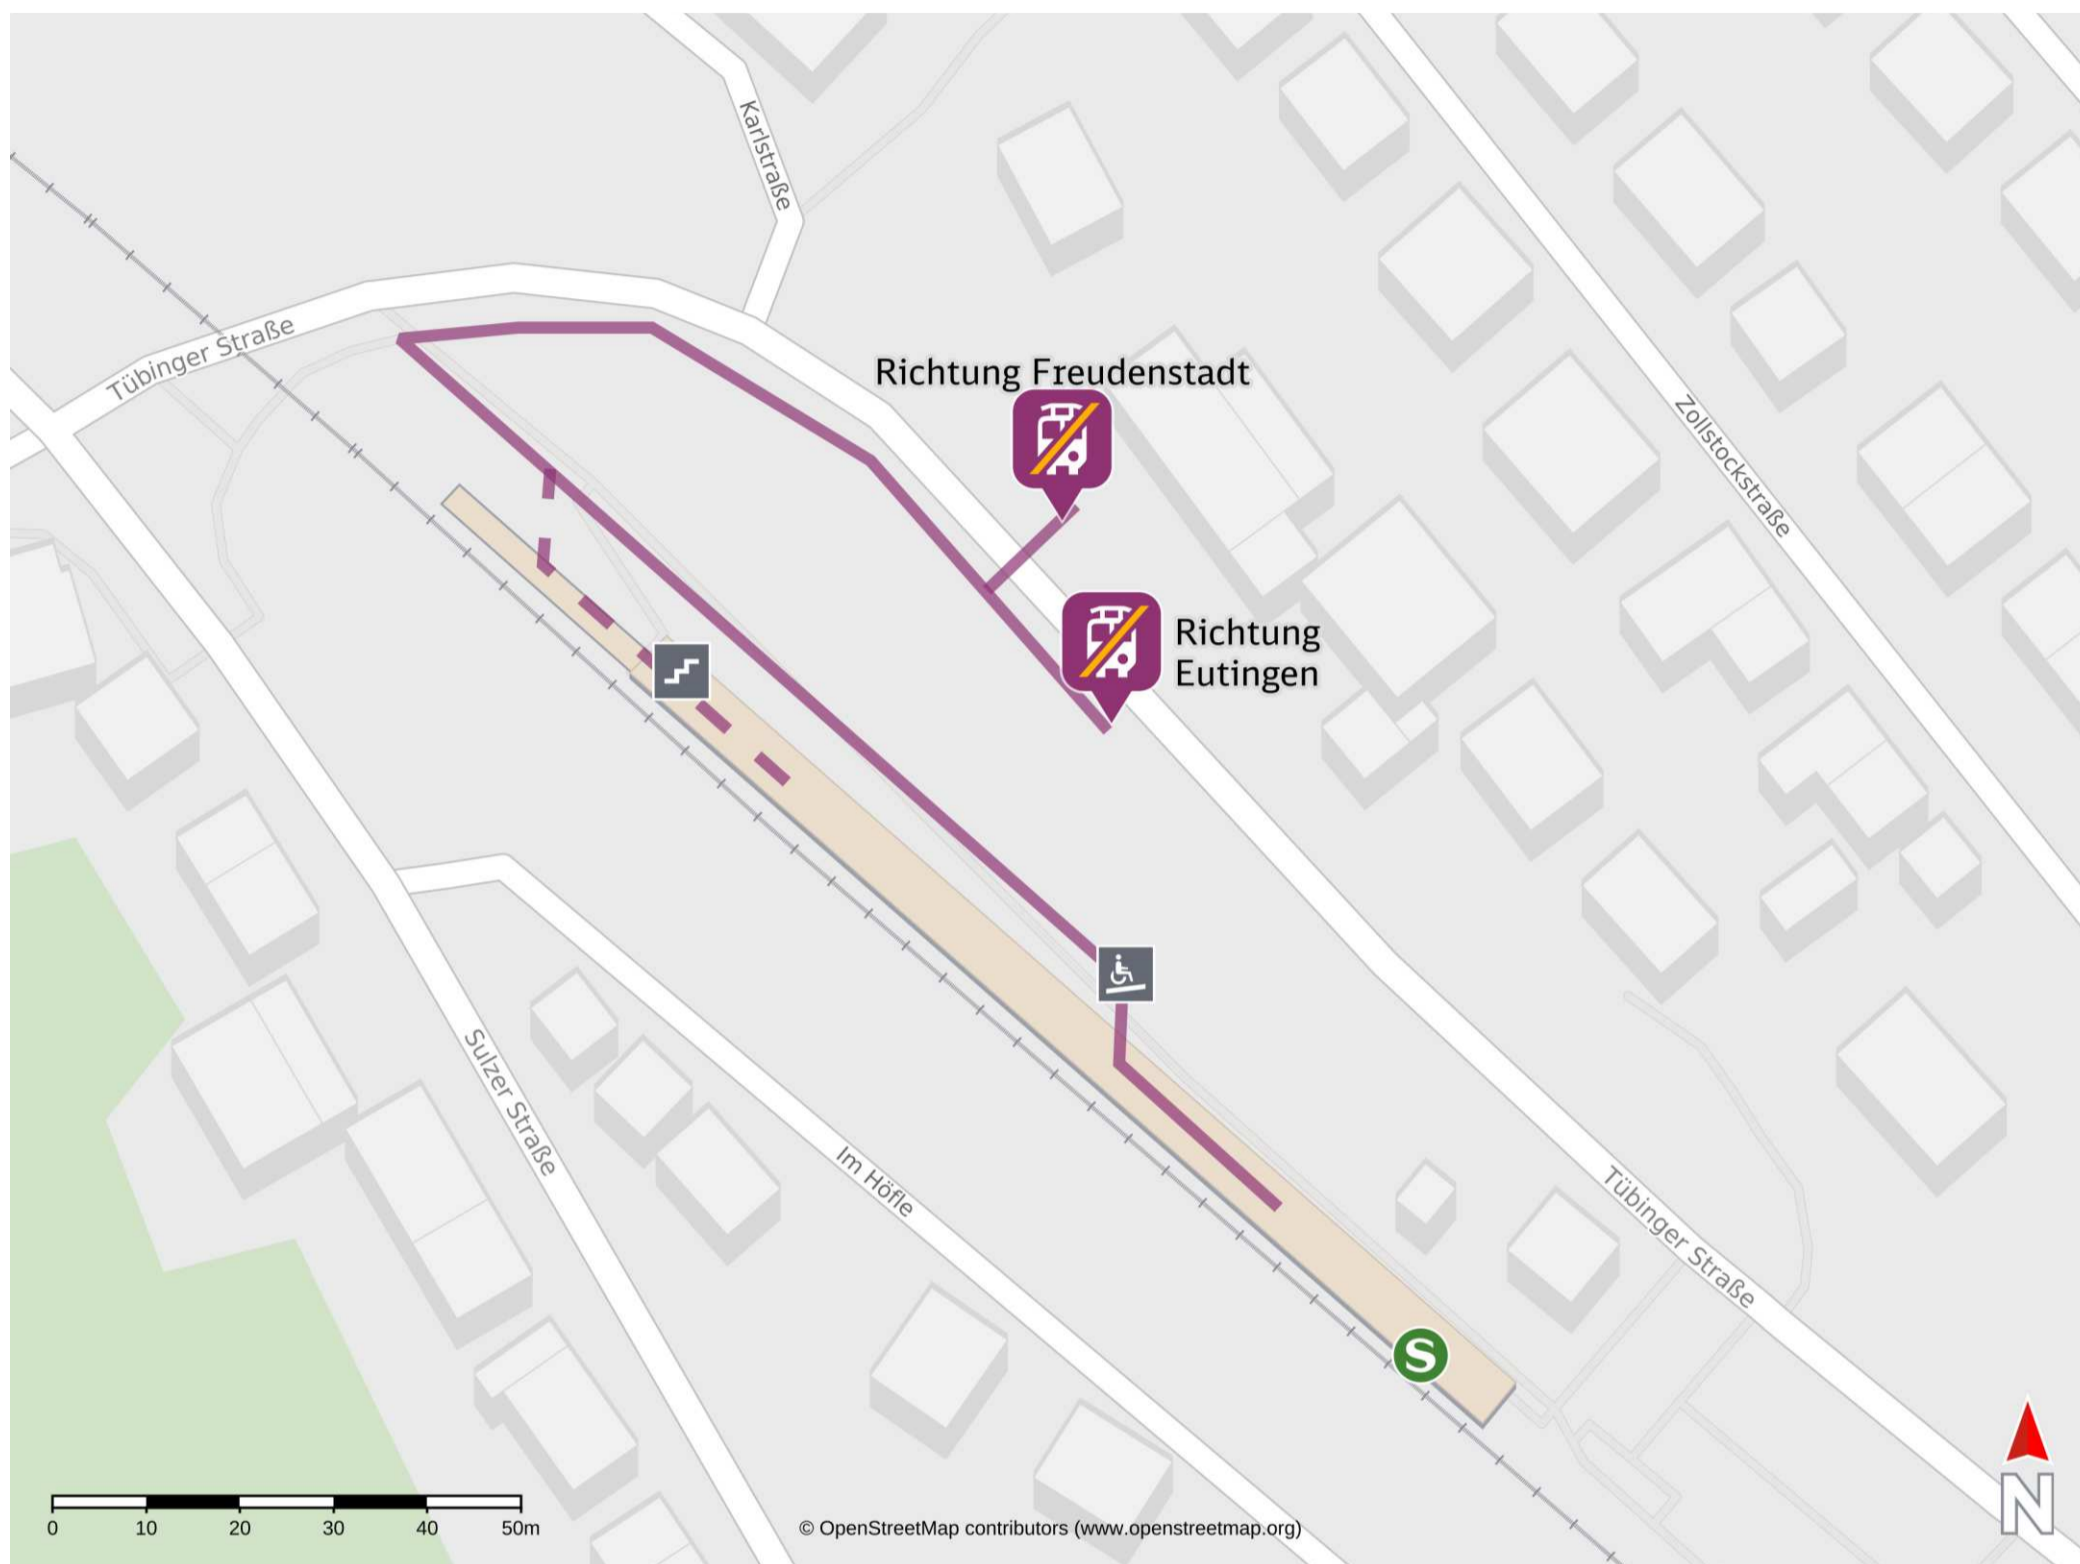 Karlstraße
Tübinger Straße
Richtung Freudenstadt
Zollstockstraße
Richtung
Eutingen
Sulzer Straße
Im Höfle
Tübinger Straße
S
N
0 10 20 30 40 50m
© OpenStreetMap contributors (www.openstreetmap.org)